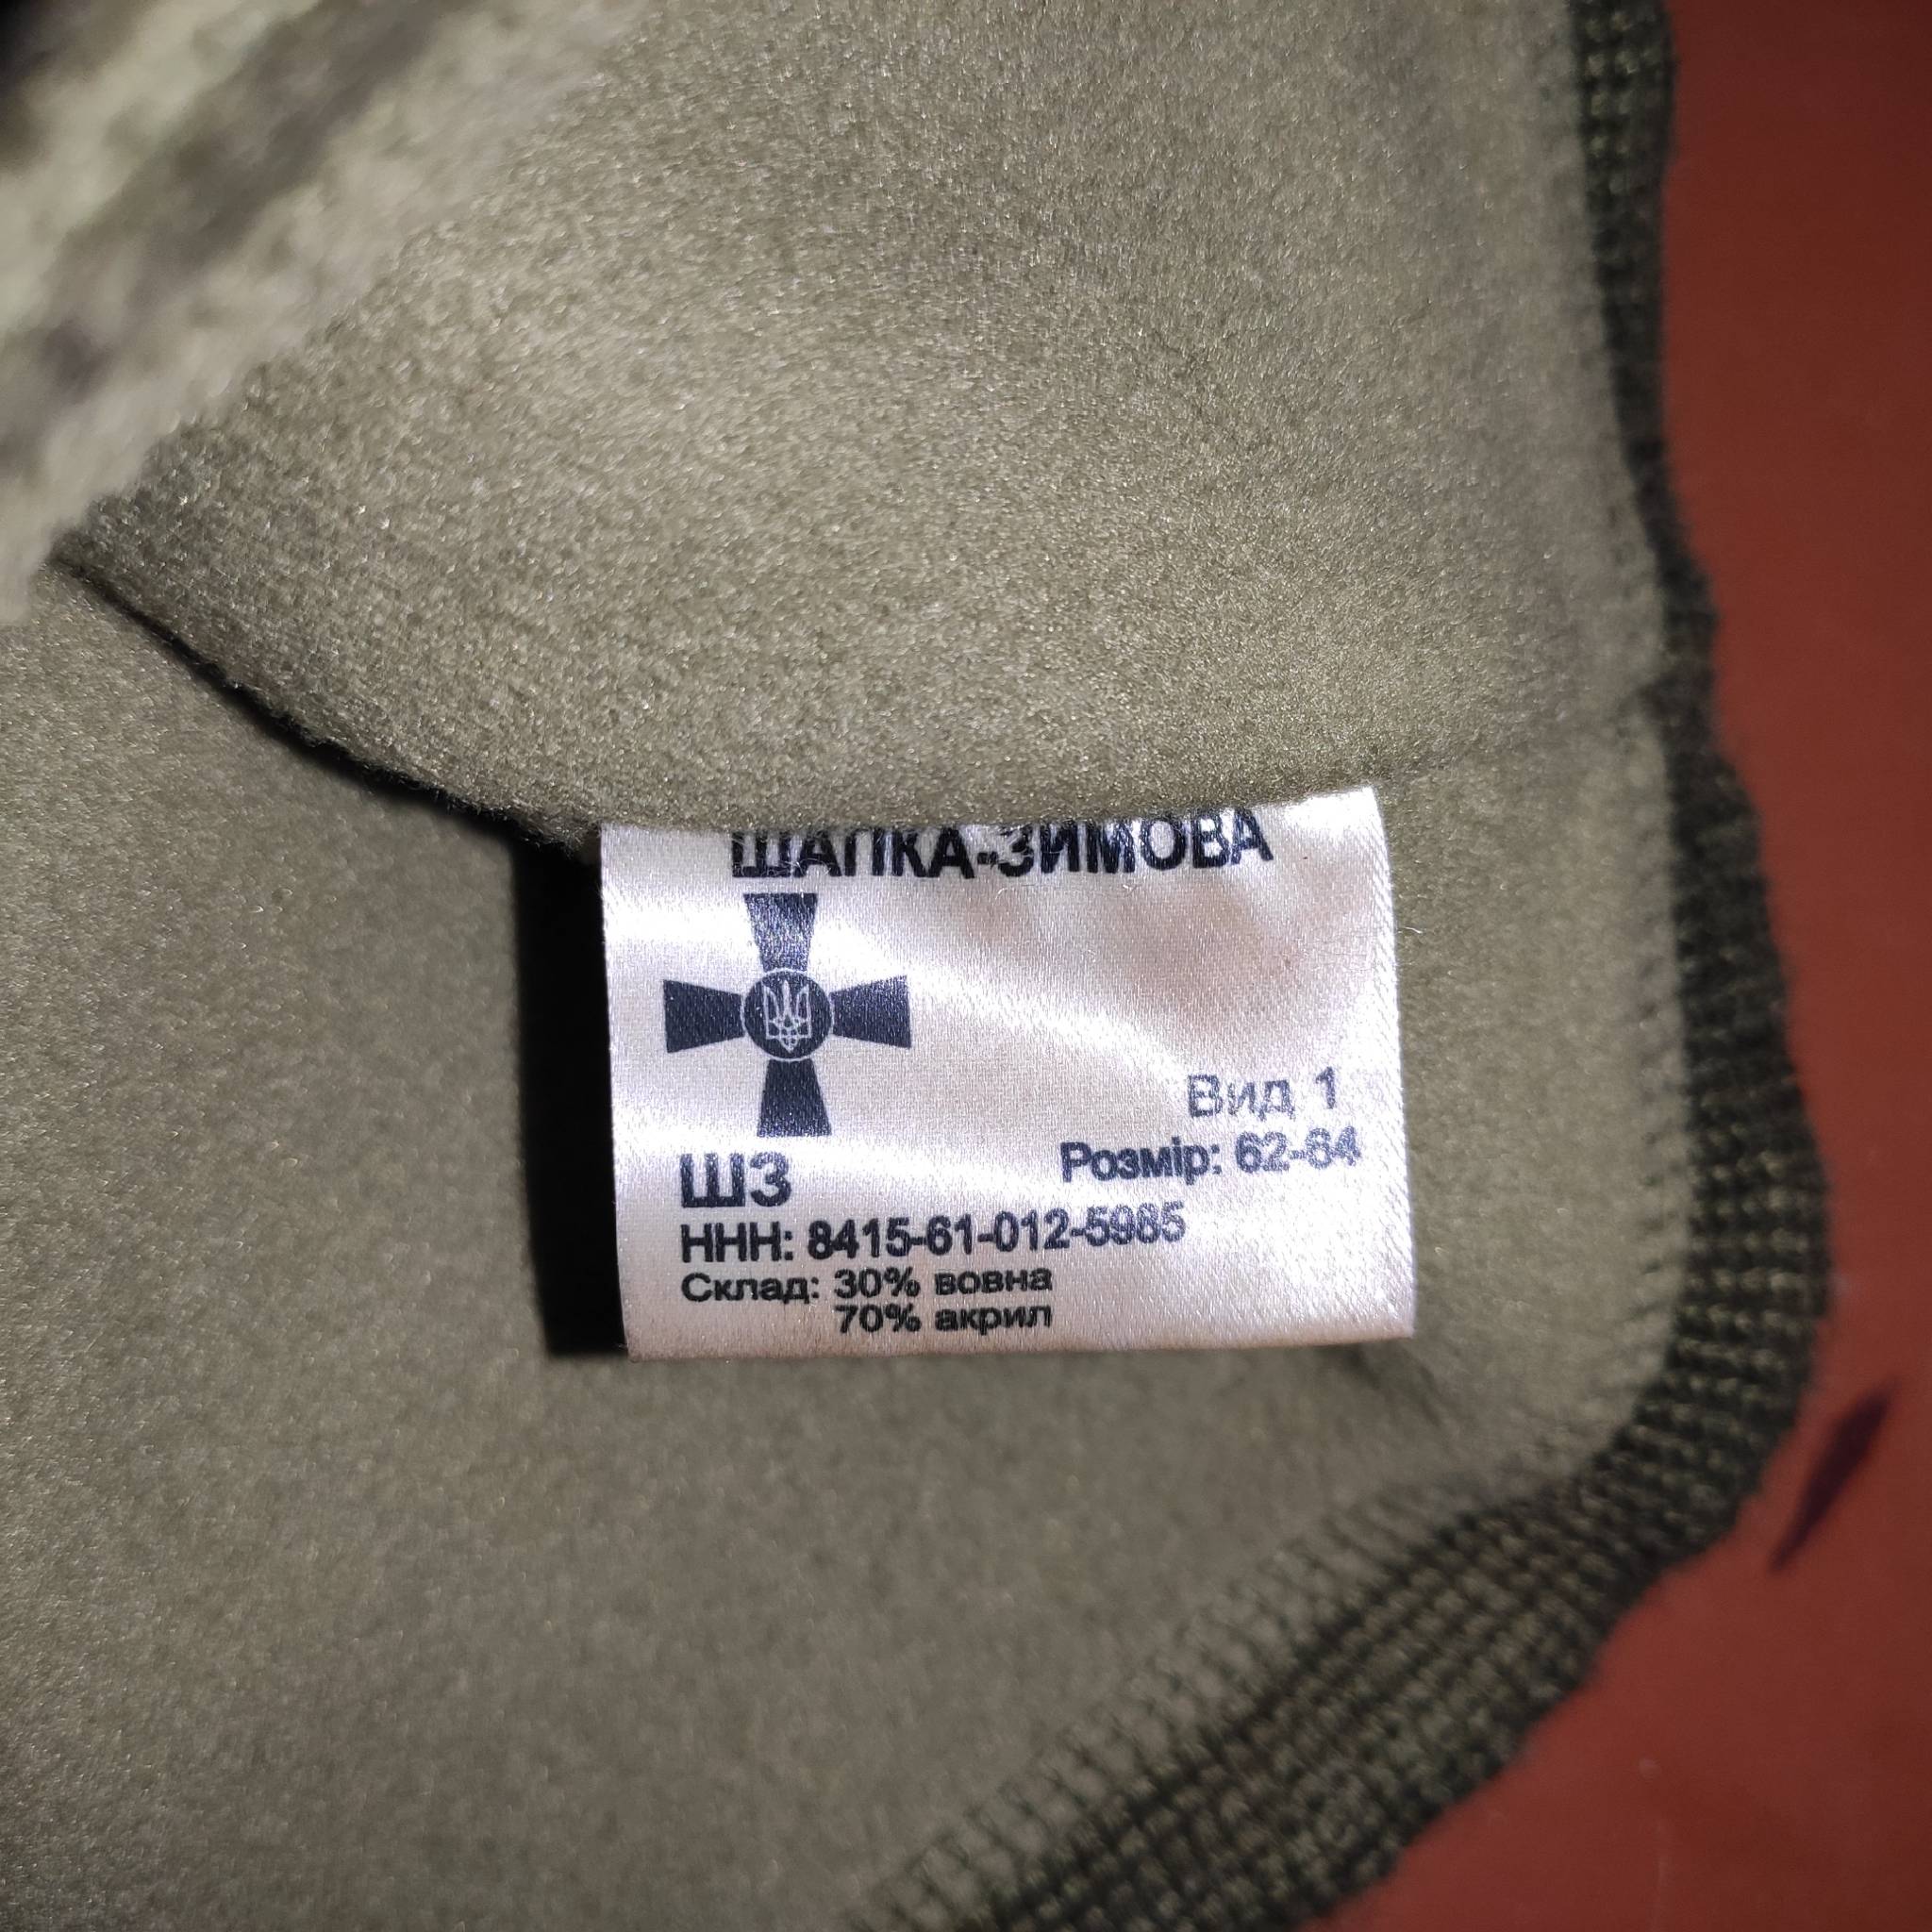 ШАПКА-ЗИМОВА
Вид 1
Розмір: 62-64
ШЗ
ННН: 8415-61-012-5985
Склад: 30% вовна
70% акрил